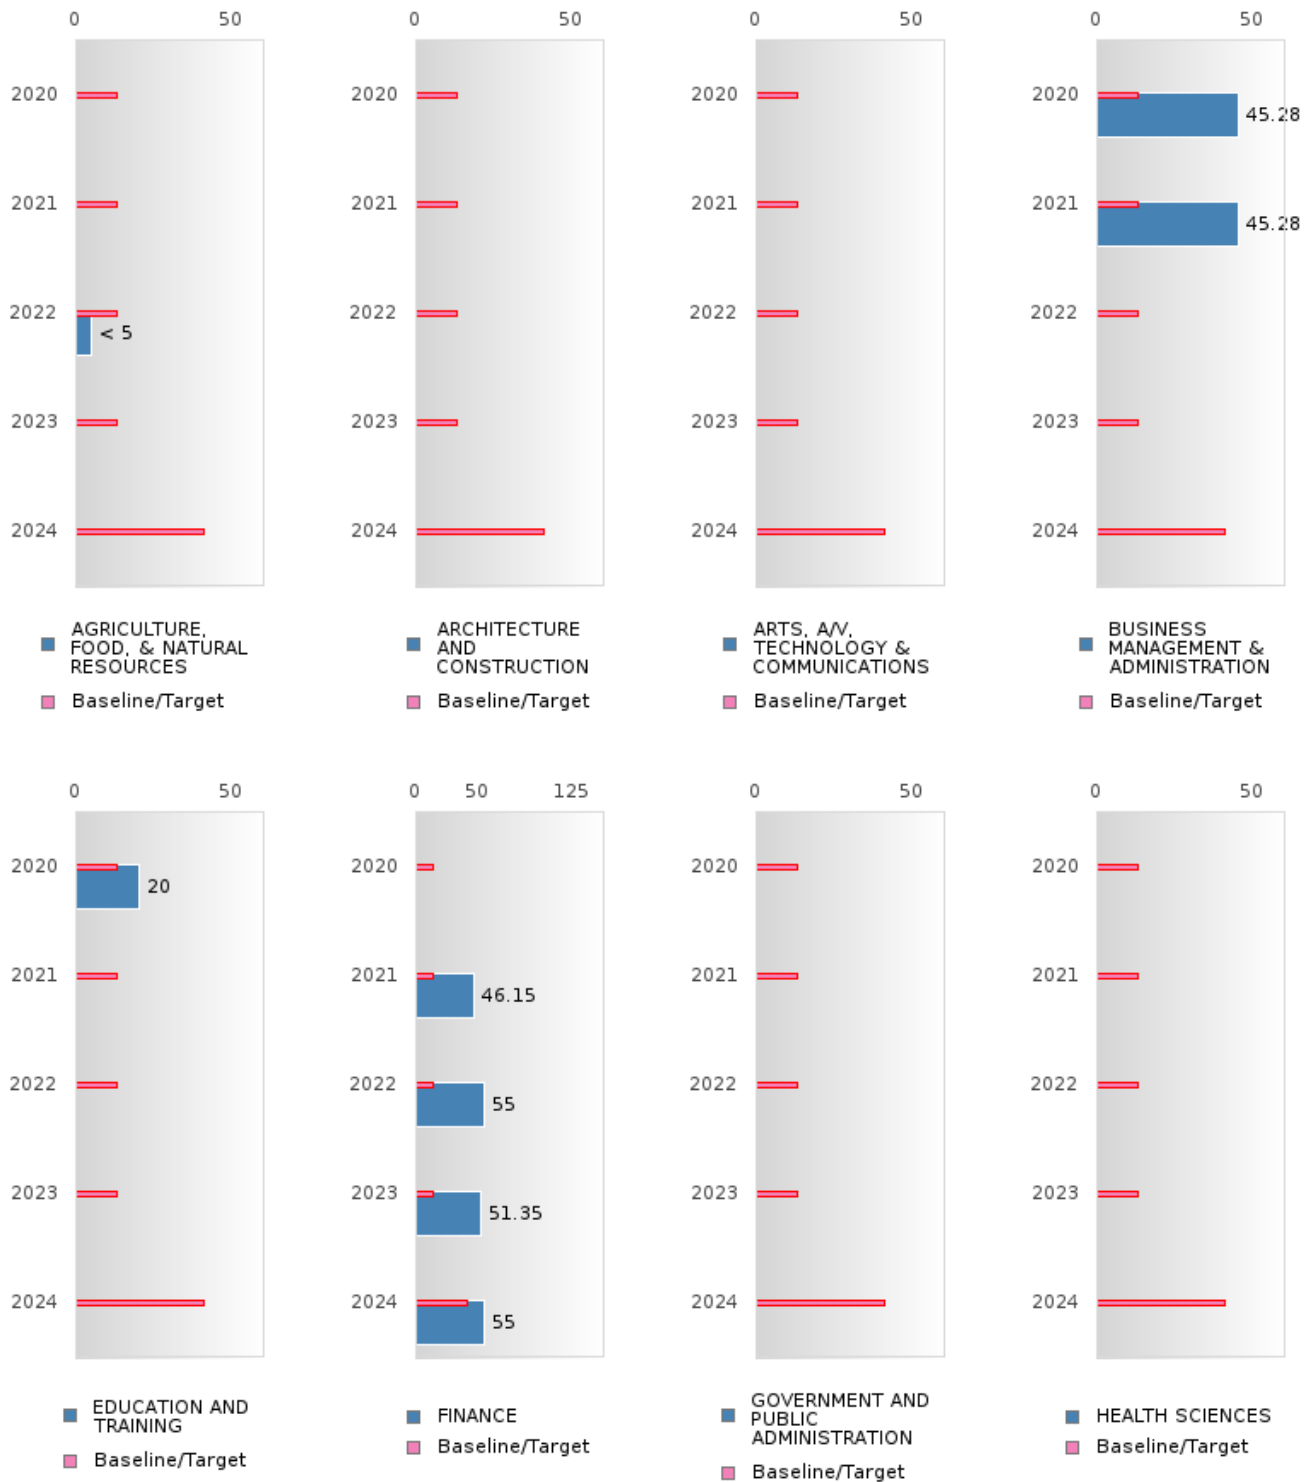 0 50
2020
2021
2022
< 5
2023
2024
AGRICULTURE,
FOOD, & NATURAL
RESOURCES
Baseline/Target
0 50
2020
2021
2022
2023
2024
ARCHITECTURE
AND
CONSTRUCTION
Baseline/Target
0 50
2020
2021
2022
2023
2024
ARTS, A/V,
TECHNOLOGY &
COMMUNICATIONS
Baseline/Target
0 50
2020
45.28
2021
45.28
2022
2023
2024
BUSINESS
MANAGEMENT &
ADMINISTRATION
Baseline/Target
0 50
2020
20
2021
2022
2023
2024
EDUCATION AND
TRAINING
Baseline/Target
0 50 125
2020
2021
46.15
2022
55
2023
51.35
2024
55
FINANCE
Baseline/Target
0 50
2020
2021
2022
2023
2024
GOVERNMENT AND
PUBLIC
ADMINISTRATION
Baseline/Target
0 50
2020
2021
2022
2023
2024
HEALTH SCIENCES
Baseline/Target